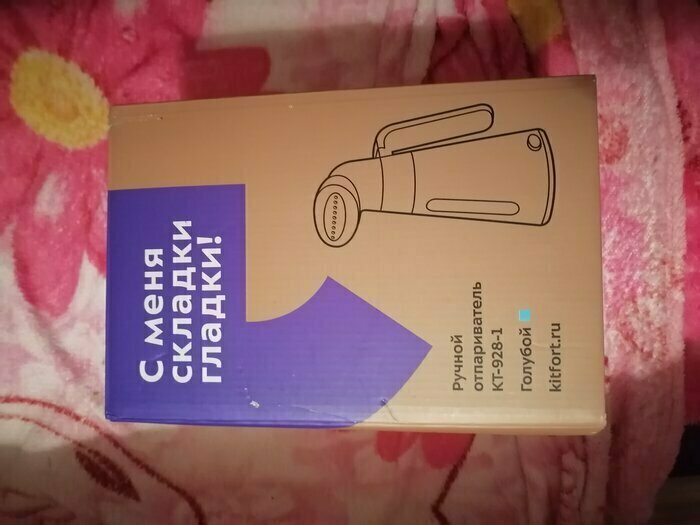 С меня
складки
гладки!
Ручной
отпариватель
КТ-928-1
Голубой
kitfort.ru